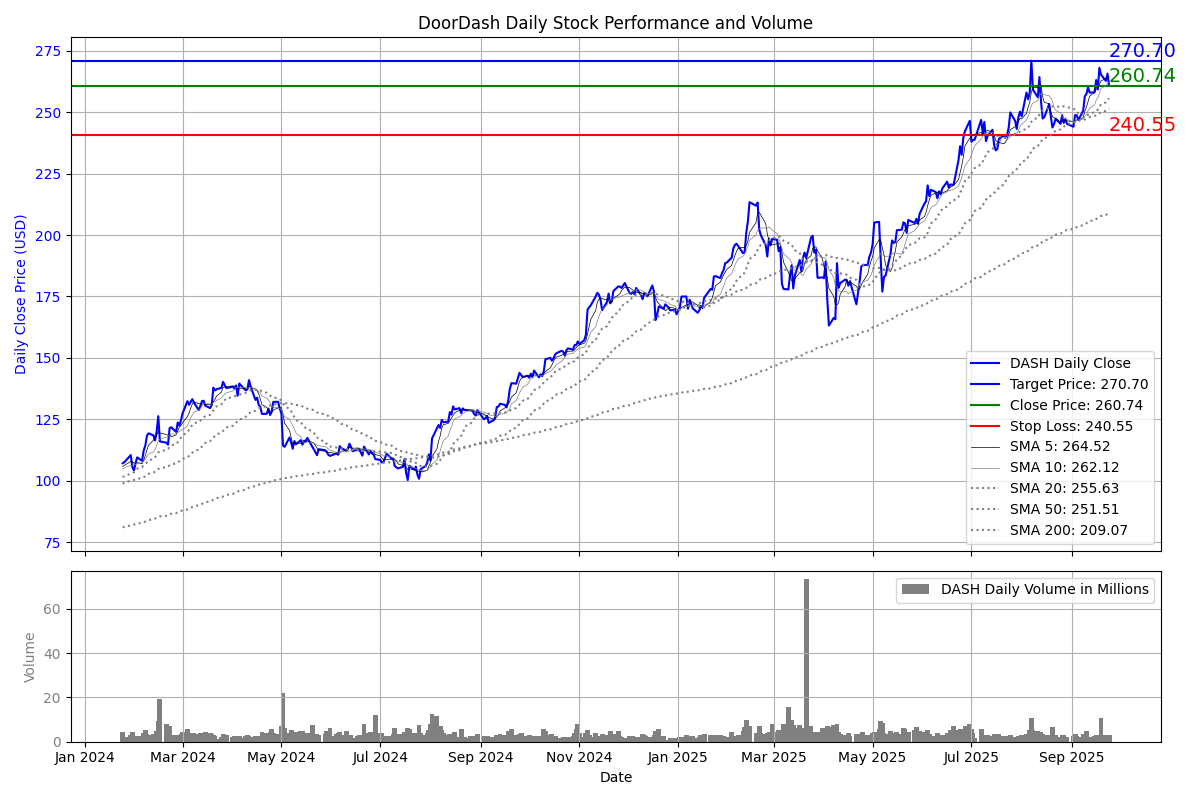 DoorDash Daily Stock Performance and Volume
275
250
225
200
175
150
125
100
75
Daily Close Price (USD)
270.70
260.74
240.55
DASH Daily Close
Target Price: 270.70
Close Price: 260.74
Stop Loss: 240.55
SMA 5: 264.52
SMA 10: 262.12
SMA 20: 255.63
SMA 50: 251.51
SMA 200: 209.07
60
40
20
0
Volume
DASH Daily Volume in Millions
Jan 2024 Mar 2024 May 2024 Jul 2024 Sep 2024 Nov 2024 Jan 2025 Mar 2025 May 2025 Jul 2025 Sep 2025
Date